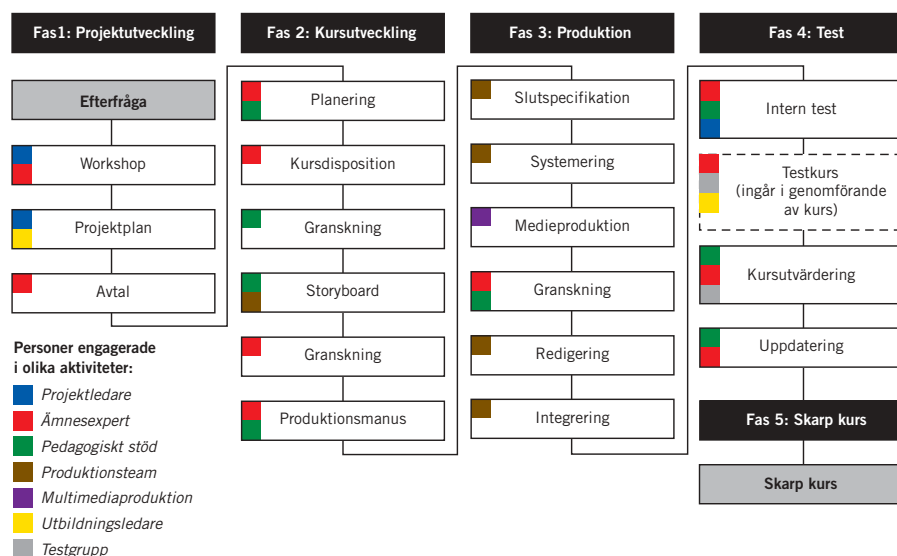 Fas1: Projektutveckling
Efterfråga
Workshop
Projektplan
Avtal
Personer engagerade
i olika aktiviteter:
Projektledare
Ämnesexpert
Pedagogiskt stöd
Produktionsteam
Multimediaproduktion
Utbildningsledare
Testgrupp
Fas 2: Kursutveckling
Planering
Kursdisposition
Granskning
Storyboard
Granskning
Produktionsmanus
Fas 3: Produktion
Slutspecifikation
Systemering
Medieproduktion
Granskning
Redigering
Integrering
Fas 4: Test
Intern test
Testkurs
(ingår i genomförande
av kurs)
Kursutvärdering
Uppdatering
Fas 5: Skarp kurs
Skarp kurs